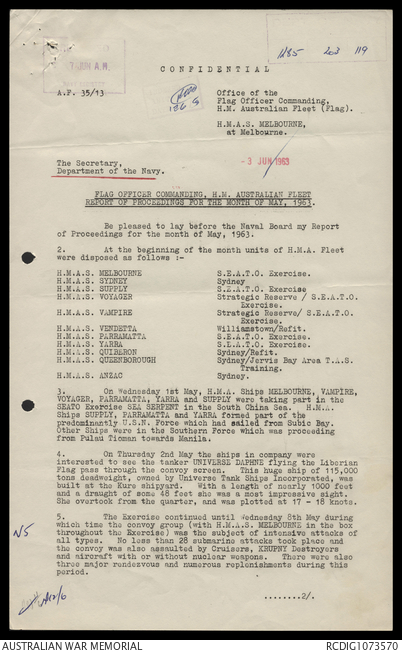 1485 203 119
C O N F I D E N T I A L
A.F. 35/13
Office of the
Flag Officer Commanding,
H.M. Australian Fleet (Flag).
H.M.A.S. MELBOURNE,
at Melbourne.
- 3 JUN 1963
The Secretary,
Department of the Navy.
FLAG OFFICER COMMANDING, H.M. AUSTRALIAN FLEET
REPORT OF PROCEEDINGS FOR THE MONTH OF MAY, 1963.
Be pleased to lay before the Naval Board my Report
of Proceedings for the month of May, 1963.
2. At the beginning of the month units of H.M.A. Fleet
were disposed as follows :-
H.M.A.S. MELBOURNE S.E.A.T.O. Exercise.
H.M.A.S. SYDNEY Sydney
H.M.A.S. SUPPLY S.E.A.T.O. Exercise
H.M.A.S. VOYAGER Strategic Reserve / S.E.A.T.O.
Exercise.
H.M.A.S. VAMPIRE Strategic Reserve/ S.E.A.T.O.
Exercise.
H.M.A.S. VENDETTA Williamstown/Refit.
H.M.A.S. PARRAMATTA S.E.A.T.O. Exercise.
H.M.A.S. YARRA S.E.A.T.O. Exercise.
H.M.A.S. QUIBERON Sydney/Refit.
H.M.A.S. QUEENBOROUGH Sydney/Jervis Bay Area T.A.S.
Training.
H.M.A.S. ANZAC Sydney.
3. On Wednesday 1st May, H.M.A. Ships MELBOURNE, VAMPIRE,
VOYAGER, PARRAMATTA, YARRA and SUPPLY were taking part in the
SEATO Exercise SEA SERPENT in the South China Sea. H.M.A.
Ships SUPPLY, PARRAMATTA and YARRA formed part of the
predominantly U.S.N. Force which had sailed from Subic Bay.
Other Ships were in the Southern Force which was proceeding
from Pulau Tioman towards Manila.
4. On Thursday 2nd May the ships in company were
interested to see the tanker UNIVERSE DAPHNE flying the Liberian
Flag pass through the convoy screen. This huge ship of 115,000
tons deadweight, owned by Universe Tank Ships Incorporated, was
built at the Kure shipyard. With a length of nearly 1000 feet
and a draught of some 48 feet she was a most impressive sight.
She overtook from the quarter, and was plotted at 17 - 18 knots.
N5
5. The Exercise continued until Wednesday 8th May during
which time the convoy group (with H.M.A.S. MELBOURNE in the box
throughout the Exercise) was the subject of intensive attacks of
all types. No less than 28 submarine attacks took place and
the convoy was also assaulted by Cruisers, KRUPNY Destroyers
and aircraft with or without nuclear weapons. There were also
three major rendezvous and numerous replenishments during this
period.
........2/.
AUSTRALIAN WAR MEMORIAL
RCDIG1073570